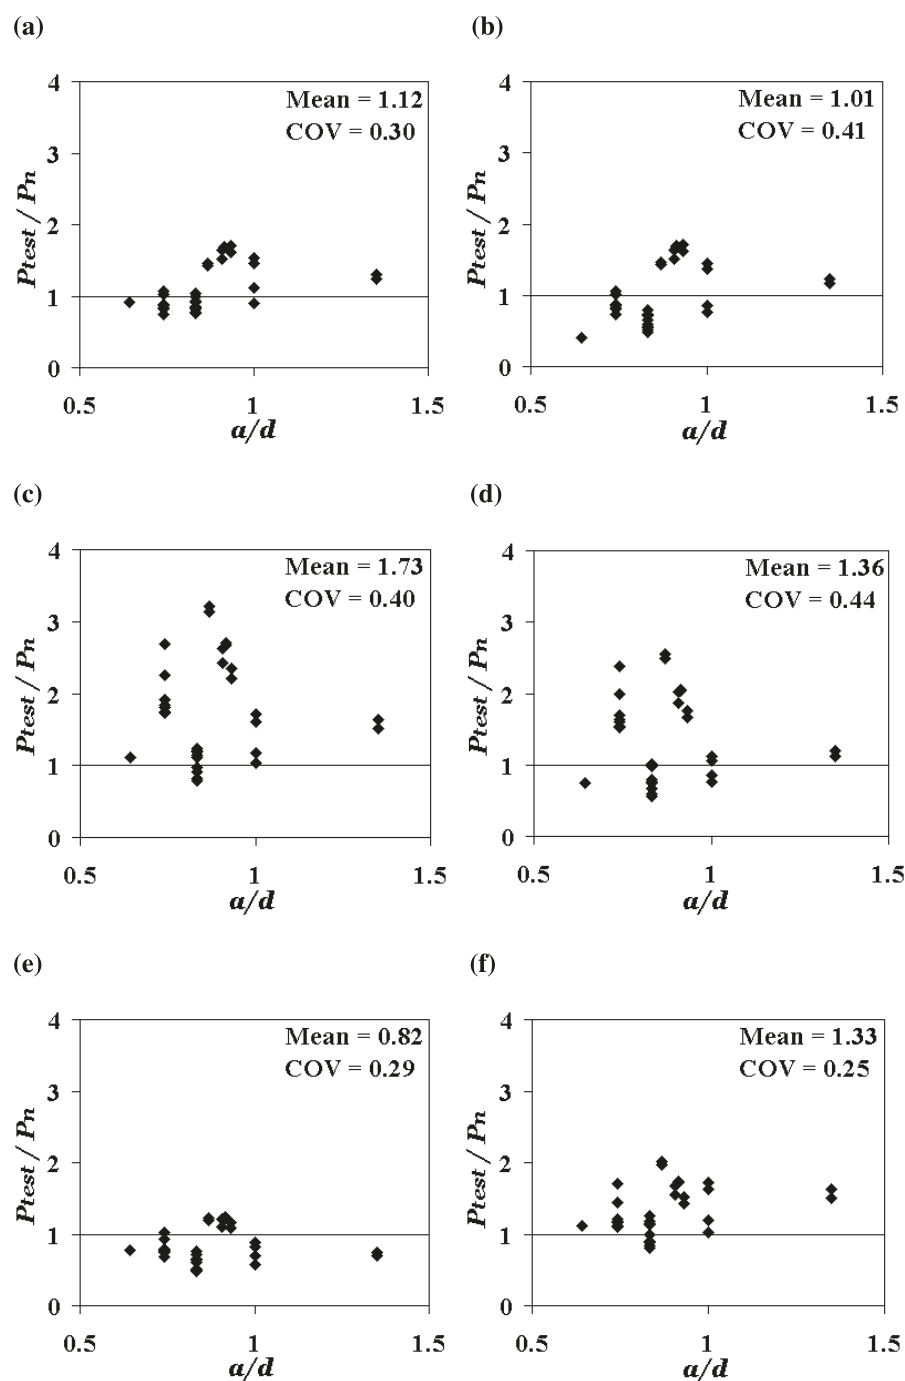 (a)
(b)
4
3
2
1
0
Mean = 1.12
COV = 0.30
Ptest / Pn
0.5
1
1.5
a/d
4
3
2
1
0
Mean = 1.01
COV = 0.41
Ptest / Pn
0.5
1
1.5
a/d
(c)
(d)
4
3
2
1
0
Mean = 1.73
COV = 0.40
Ptest / Pn
0.5
1
1.5
a/d
4
3
2
1
0
Mean = 1.36
COV = 0.44
Ptest / Pn
0.5
1
1.5
a/d
(e)
(f)
4
3
2
1
0
Mean = 0.82
COV = 0.29
Ptest / Pn
0.5
1
1.5
a/d
4
3
2
1
0
Mean = 1.33
COV = 0.25
Ptest / Pn
0.5
1
1.5
a/d